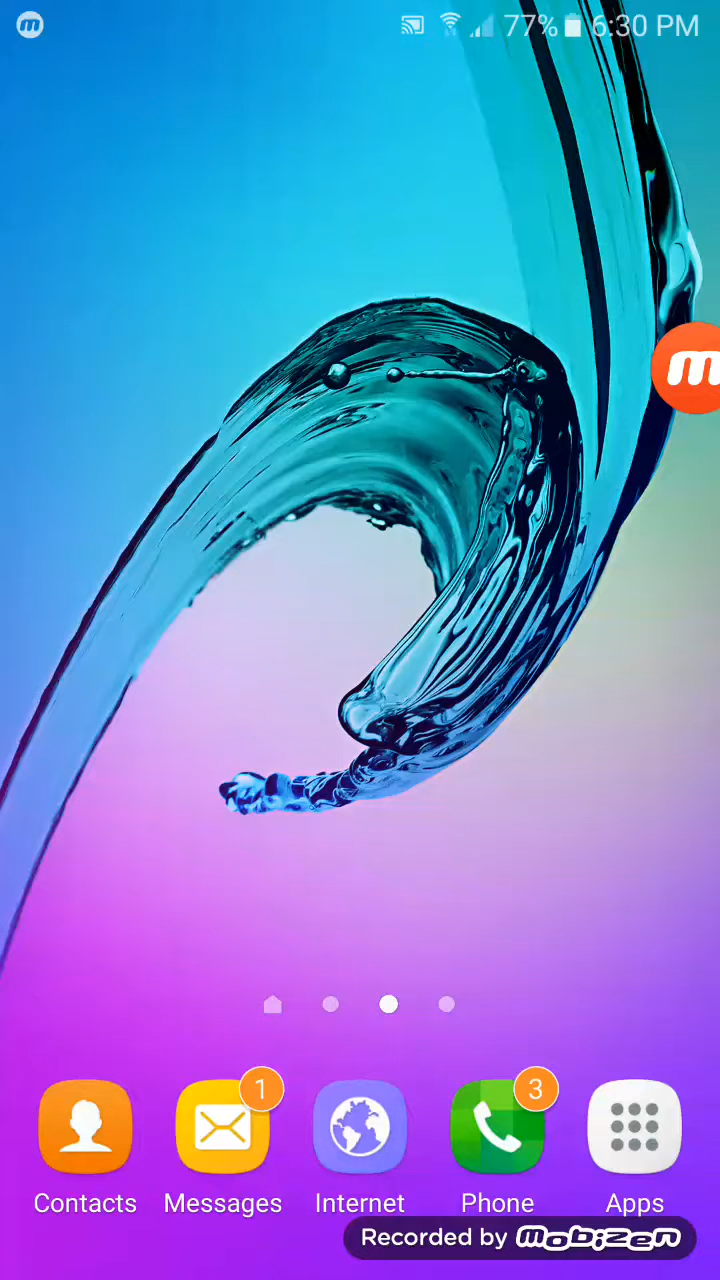 m 77% 6:30 PM
m
1 3
Contacts Messages Internet Phone Apps
Recorded by mobizen